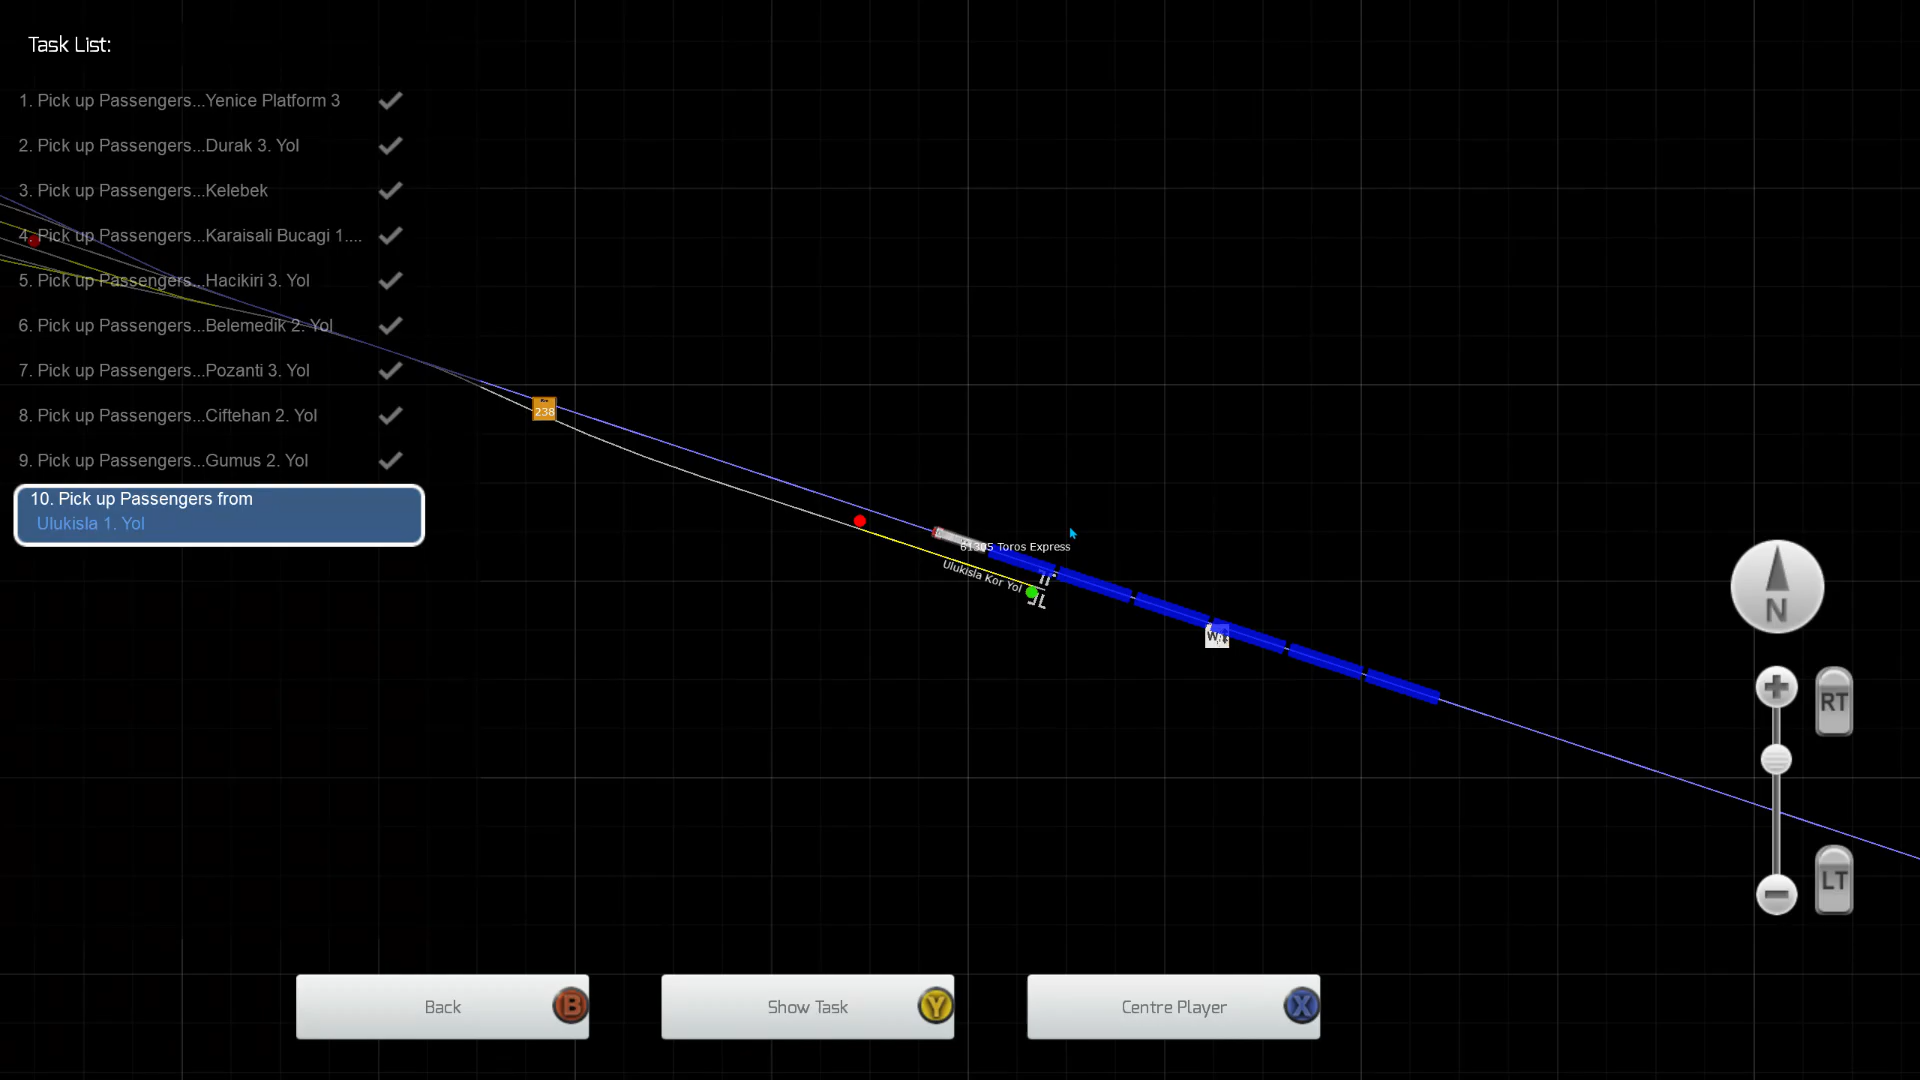 Task List:
1. Pick up Passengers...Yenice Platform 3
2. Pick up Passengers...Durak 3. Yol
3. Pick up Passengers...Kelebek
4. Pick up Passengers...Karaisali Bucagi 1....
5. Pick up Passengers...Hacikiri 3. Yol
6. Pick up Passengers...Belemedik 2. Yol
7. Pick up Passengers...Pozanti 3. Yol
8. Pick up Passengers...Ciftehan 2. Yol
9. Pick up Passengers...Gumus 2. Yol
10. Pick up Passengers from
Ulukisla 1. Yol
238
61305 Toros Express
Ulukisla Kor Yol
W
N
RT
LT
Back B
Show Task Y
Centre Player X